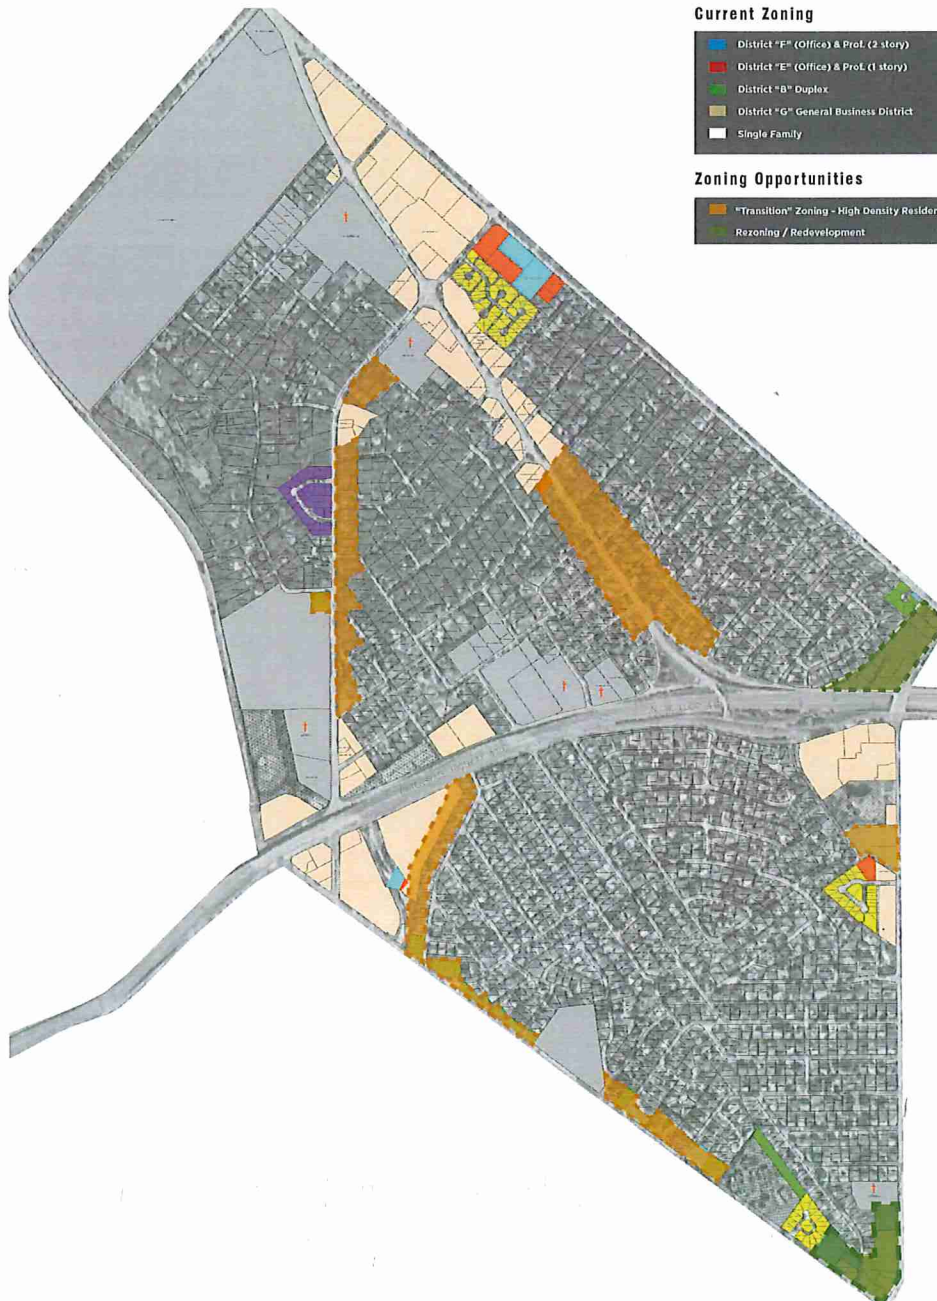 Current Zoning
District "F" (Office) & Prof. (2 story)
District "E" (Office) & Prof. (1 story)
District "B" Duplex
District "G" General Business District
Single Family
Zoning Opportunities
"Transition" Zoning - High Density Residen
Rezoning / Redevelopment